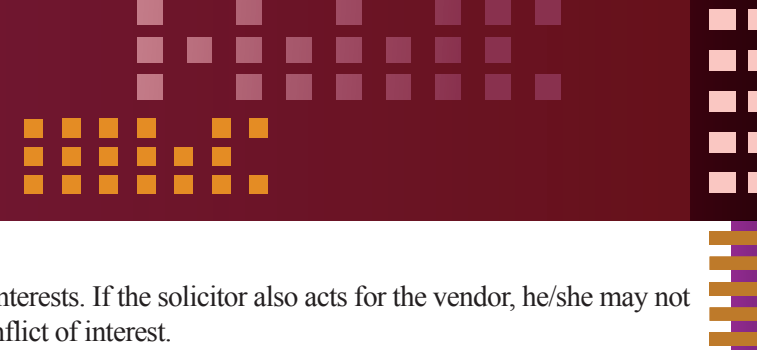 nterests. If the solicitor also acts for the vendor, he/she may not
nflict of interest.